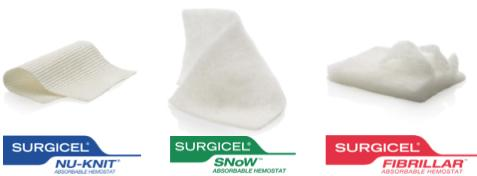 SURGICEL®
NU-KNIT®
ABSORBABLE HEMOSTAT
SURGICEL®
SNoW™
ABSORBABLE HEMOSTAT
SURGICEL®
FIBRILLAR™
ABSORBABLE HEMOSTAT